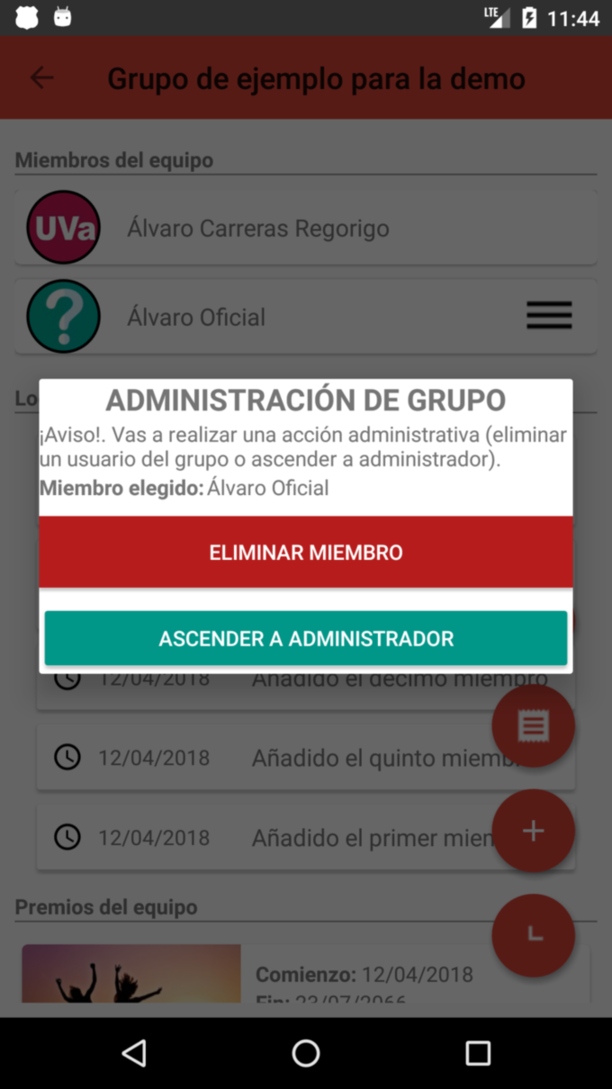 LTE 11:44
Grupo de ejemplo para la demo
Miembros del equipo
UVa Álvaro Carreras Regorigo
? Álvaro Oficial
Lo
ADMINISTRACIÓN DE GRUPO
¡Aviso!. Vas a realizar una acción administrativa (eliminar
un usuario del grupo o ascender a administrador).
Miembro elegido: Álvaro Oficial
ELIMINAR MIEMBRO
ASCENDER A ADMINISTRADOR
12/04/2018 Añadido el décimo miembro
12/04/2018 Añadido el quinto miemb
12/04/2018 Añadido el primer mien
Premios del equipo
Comienzo: 12/04/2018
Fin: 23/07/2066